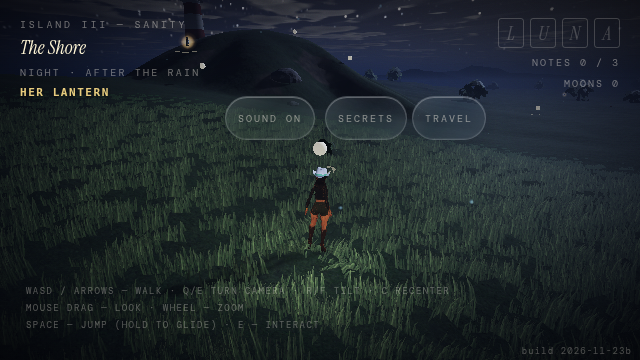 ISLAND III — SANITY
The Shore
NIGHT · AFTER THE RAIN
HER LANTERN
L U N A
NOTES 0 / 3
MOONS 0
SOUND ON
SECRETS
TRAVEL
WASD / ARROWS — WALK · Q/E TURN CAMERA · R/F TILT · C RECENTER
MOUSE DRAG — LOOK · WHEEL — ZOOM
SPACE — JUMP (HOLD TO GLIDE) · E — INTERACT
build 2026-11-23b